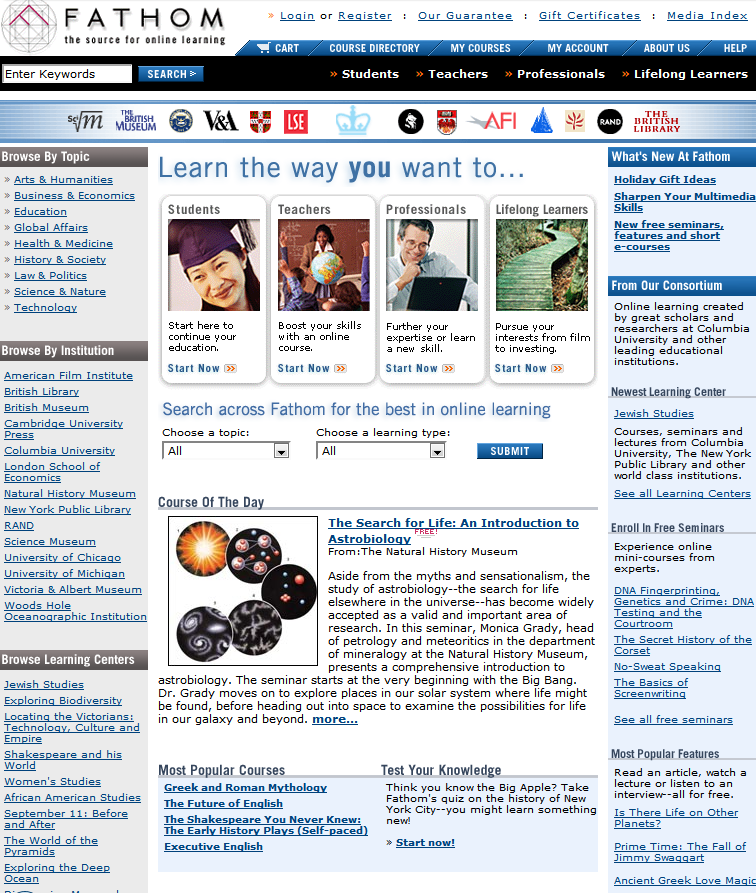 FATHOM
the source for online learning
» Login or Register : Our Guarantee : Gift Certificates : Media Index
CART COURSE DIRECTORY MY COURSES MY ACCOUNT ABOUT US HELP
Enter Keywords SEARCH >
» Students » Teachers » Professionals » Lifelong Learners
THE BRITISH MUSEUM
V&A
LSE
AFI
RAND
THE BRITISH LIBRARY
Browse By Topic
» Arts & Humanities
» Business & Economics
» Education
» Global Affairs
» Health & Medicine
» History & Society
» Law & Politics
» Science & Nature
» Technology
Browse By Institution
American Film Institute
British Library
British Museum
Cambridge University
Press
Columbia University
London School of
Economics
Natural History Museum
New York Public Library
RAND
Science Museum
University of Chicago
University of Michigan
Victoria & Albert Museum
Woods Hole
Oceanographic Institution
Browse Learning Centers
Jewish Studies
Exploring Biodiversity
Locating the Victorians:
Technology, Culture and
Empire
Shakespeare and his
World
Women's Studies
African American Studies
September 11: Before
and After
The World of the
Pyramids
Exploring the Deep
Ocean
Learn the way you want to...
Students
Start here to
continue your
education.
Start Now »
Teachers
Boost your skills
with an online
course.
Start Now »
Professionals
Further your
expertise or learn
a new skill.
Start Now »
Lifelong Learners
Pursue your
interests from film
to investing.
Start Now »
Search across Fathom for the best in online learning
Choose a topic: Choose a learning type:
All All SUBMIT
Course Of The Day
The Search for Life: An Introduction to
Astrobiology FREE!
From:The Natural History Museum
Aside from the myths and sensationalism, the
study of astrobiology--the search for life
elsewhere in the universe--has become widely
accepted as a valid and important area of
research. In this seminar, Monica Grady, head
of petrology and meteoritics in the department
of mineralogy at the Natural History Museum,
presents a comprehensive introduction to
astrobiology. The seminar starts at the very beginning with the Big Bang.
Dr. Grady moves on to explore places in our solar system where life might
be found, before heading out into space to examine the possibilities for life
in our galaxy and beyond. more...
Most Popular Courses
Greek and Roman Mythology
The Future of English
The Shakespeare You Never Knew:
The Early History Plays (Self-paced)
Executive English
Test Your Knowledge
Think you know the Big Apple? Take
Fathom's quiz on the history of New
York City--you might learn something
new!
» Start now!
What's New At Fathom
Holiday Gift Ideas
Sharpen Your Multimedia
Skills
New free seminars,
features and short
e-courses
From Our Consortium
Online learning created
by great scholars and
researchers at Columbia
University and other
leading educational
institutions.
Newest Learning Center
Jewish Studies
Courses, seminars and
lectures from Columbia
University, The New York
Public Library and other
world class institutions.
See all Learning Centers
Enroll In Free Seminars
Experience online
mini-courses from
experts.
DNA Fingerprinting,
Genetics and Crime: DNA
Testing and the
Courtroom
The Secret History of the
Corset
No-Sweat Speaking
The Basics of
Screenwriting
See all free seminars
Most Popular Features
Read an article, watch a
lecture or listen to an
interview--all for free.
Is There Life on Other
Planets?
Prime Time: The Fall of
Jimmy Swaggart
Ancient Greek Love Magic